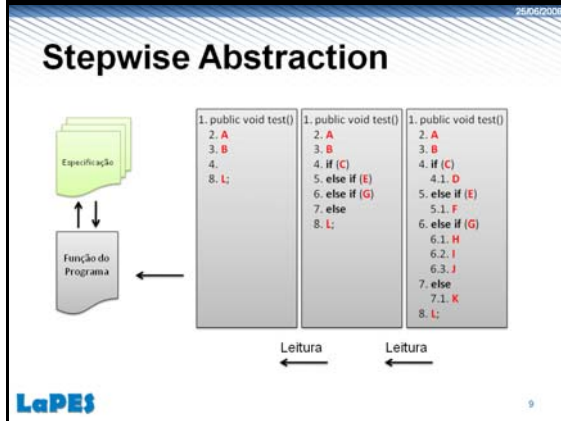 25/06/2008
Stepwise Abstraction
Especificação
Função do
Programa
1. public void test()
2. A
3. B
4.
8. L;
1. public void test()
2. A
3. B
4. if (C)
5. else if (E)
6. else if (G)
7. else
8. L;
1. public void test()
2. A
3. B
4. if (C)
4.1. D
5. else if (E)
5.1. F
6. else if (G)
6.1. H
6.2. I
6.3. J
7. else
7.1. K
8. L;
Leitura
Leitura
LaPES
9